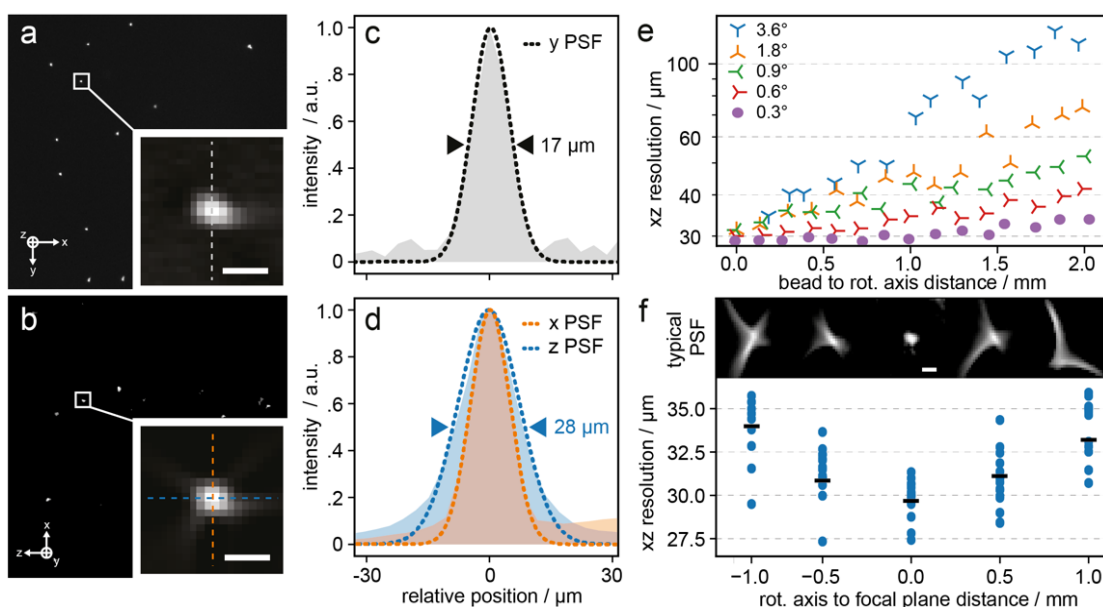 a
z
x
y
b
x
z
y
c
y PSF
17 µm
intensity / a.u.
1.
.8
.6
.4
.2
0
d
x PSF
z PSF
28 µm
intensity / a.u.
1.
.8
.6
.4
.2
0
−30 0 30
relative position / µm
e
3.6°
1.8°
0.9°
0.6°
0.3°
xz resolution / µm
100
60
40
30
0.0 0.5 1.0 1.5 2.0
bead to rot. axis distance / mm
f
typical
PSF
xz resolution / µm
35.0
32.5
30.0
27.5
−1.0 −0.5 0.0 0.5 1.0
rot. axis to focal plane distance / mm